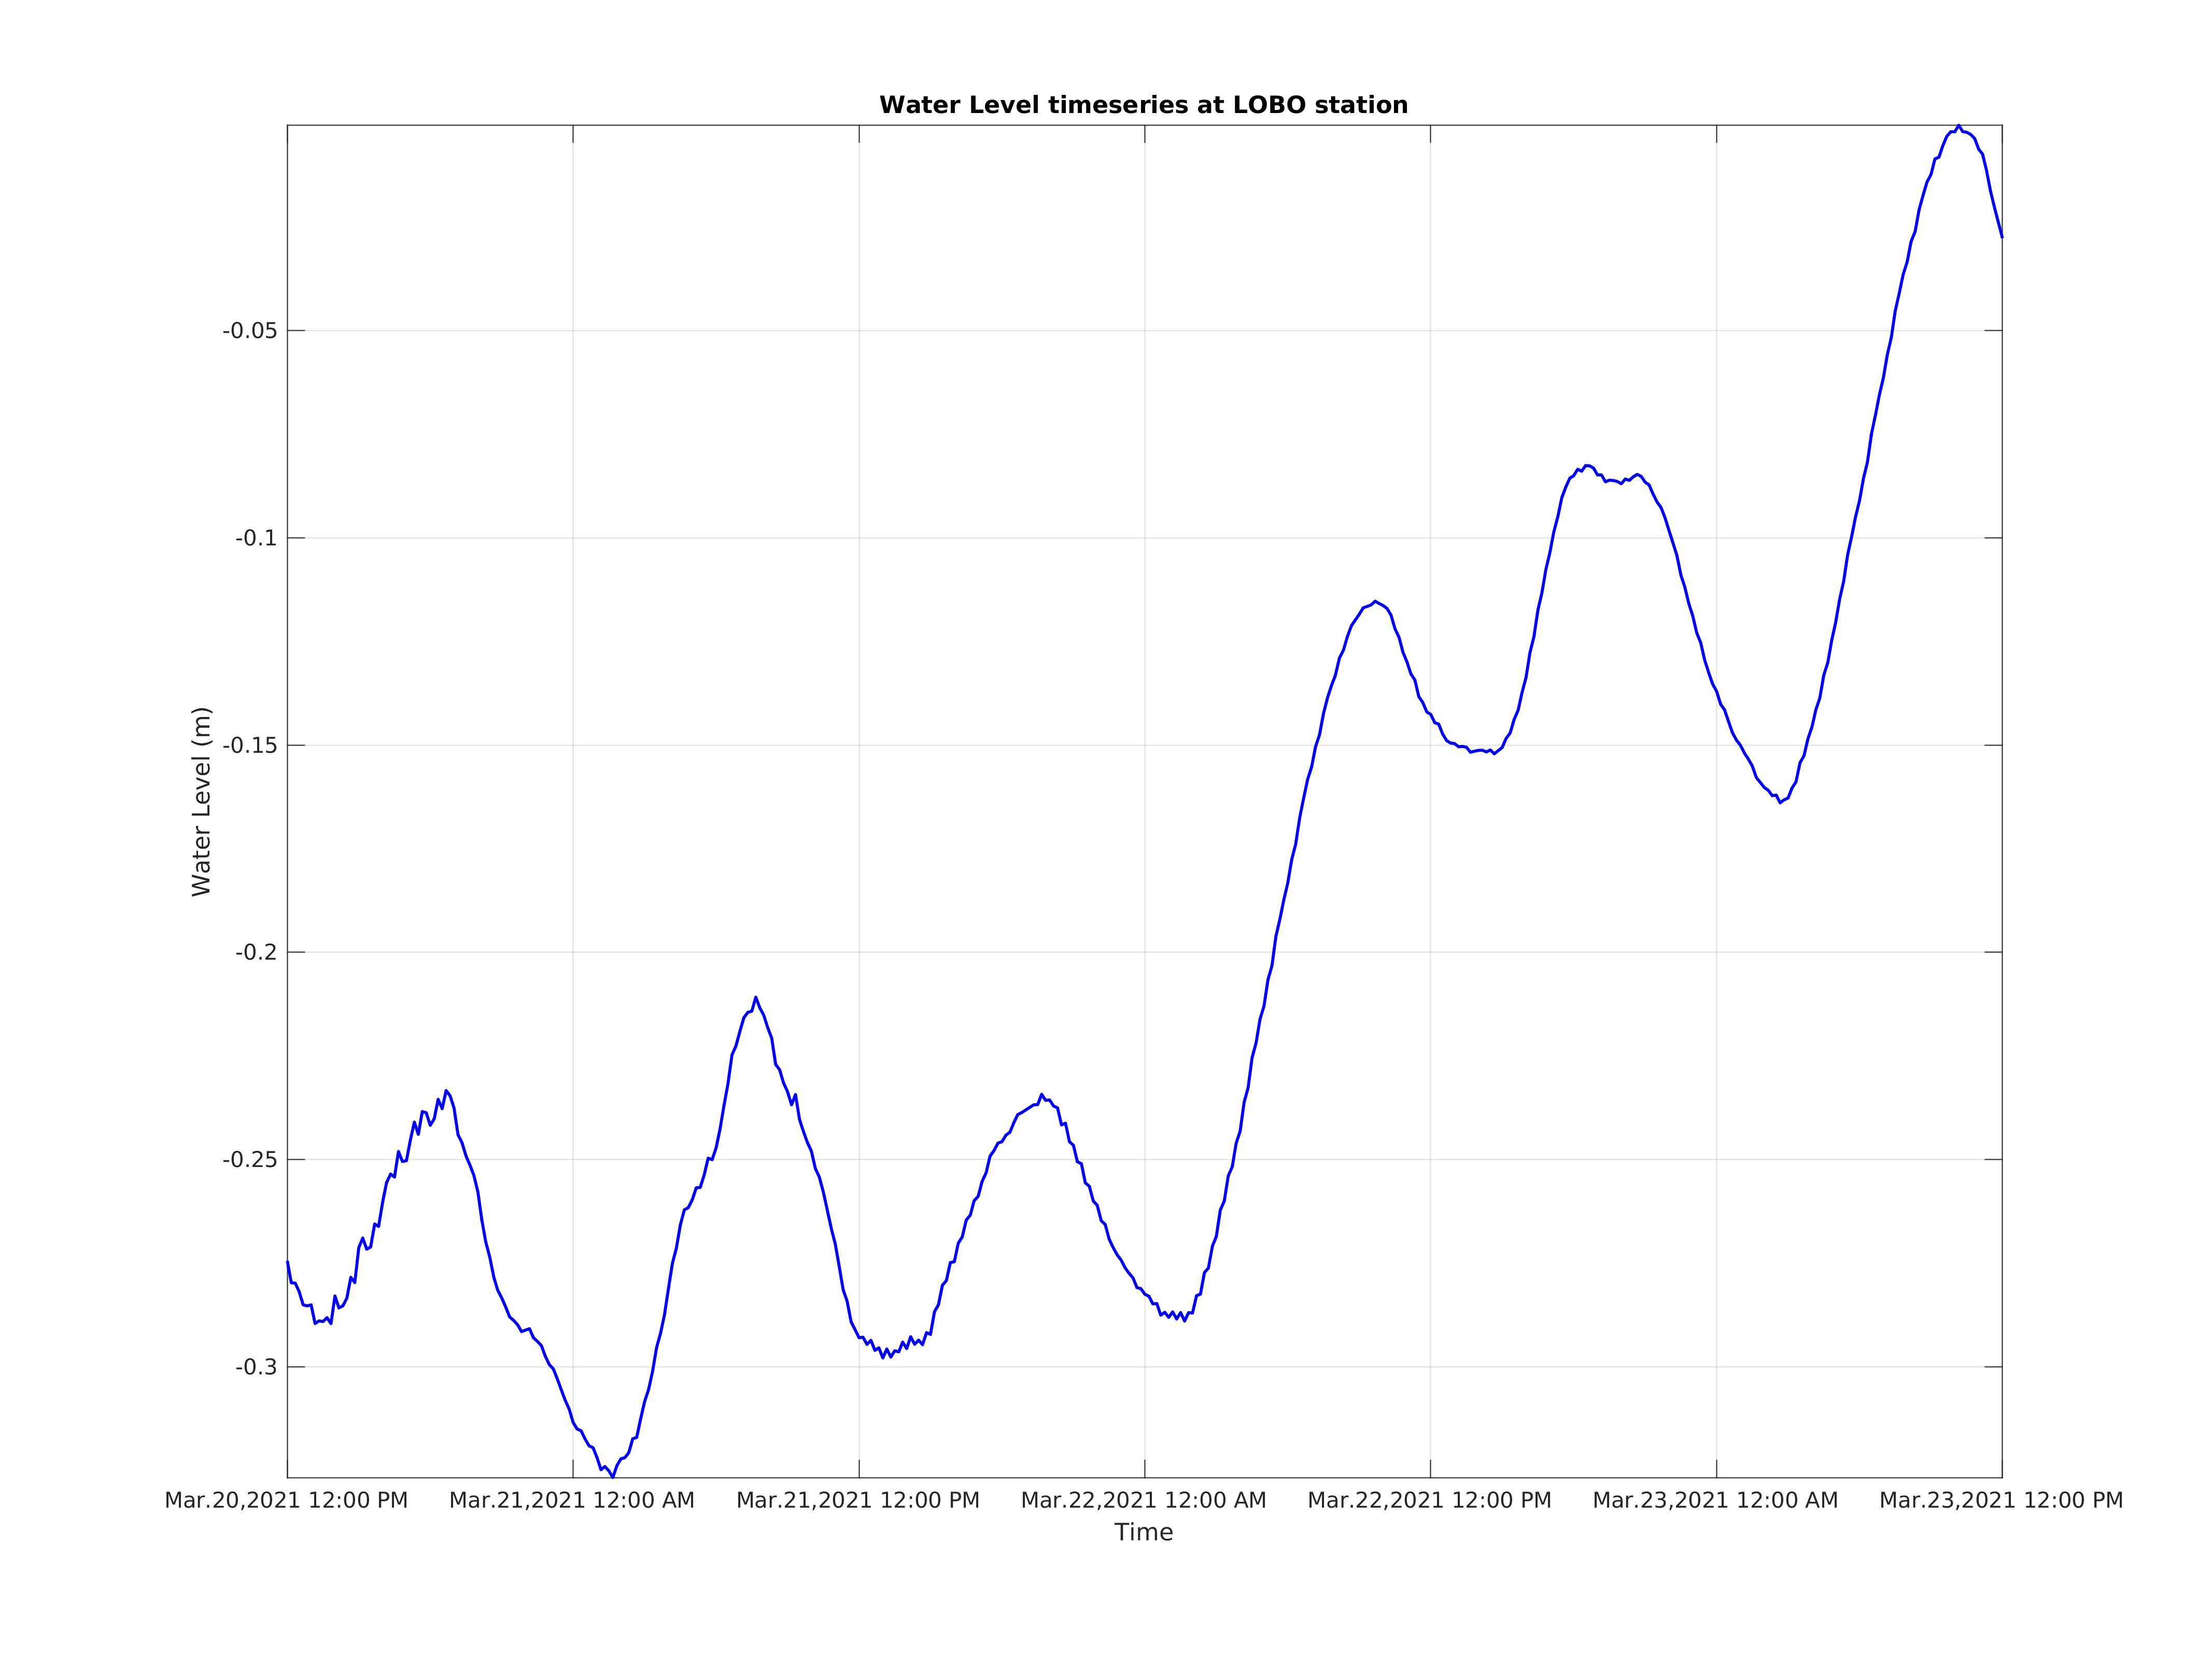 Water Level timeseries at LOBO station
-0.05
-0.1
-0.15
-0.2
-0.25
-0.3
Water Level (m)
Mar.20,2021 12:00 PM Mar.21,2021 12:00 AM Mar.21,2021 12:00 PM Mar.22,2021 12:00 AM Mar.22,2021 12:00 PM Mar.23,2021 12:00 AM Mar.23,2021 12:00 PM
Time